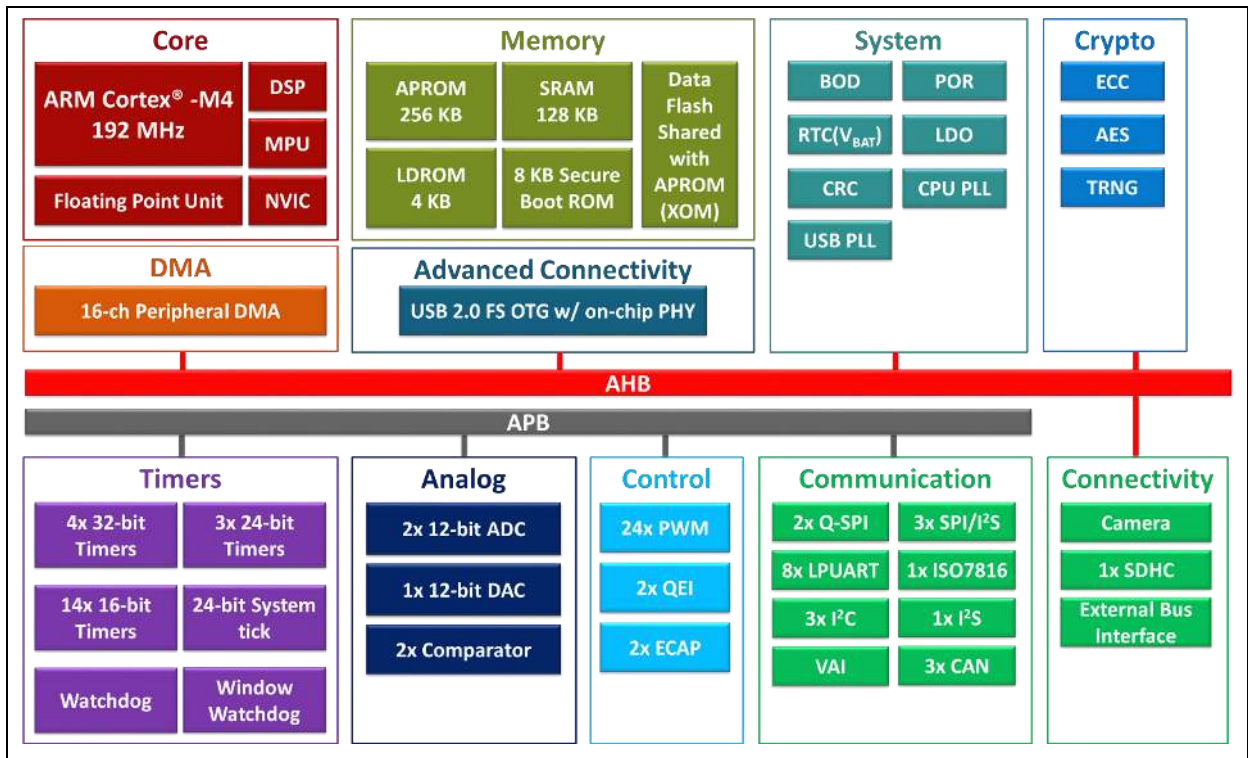 Core
ARM Cortex® -M4
192 MHz
DSP
MPU
Floating Point Unit
NVIC
Memory
APROM
256 KB
SRAM
128 KB
Data
Flash
Shared
with
APROM
(XOM)
LDROM
4 KB
8 KB Secure
Boot ROM
System
BOD
POR
RTC(VBAT)
LDO
CRC
CPU PLL
USB PLL
Crypto
ECC
AES
TRNG
DMA
16-ch Peripheral DMA
Advanced Connectivity
USB 2.0 FS OTG w/ on-chip PHY
AHB
APB
Timers
4x 32-bit
Timers
3x 24-bit
Timers
14x 16-bit
Timers
24-bit System
tick
Watchdog
Window
Watchdog
Analog
2x 12-bit ADC
1x 12-bit DAC
2x Comparator
Control
24x PWM
2x QEI
2x ECAP
Communication
2x Q-SPI
3x SPI/I²S
8x LPUART
1x ISO7816
3x I²C
1x I²S
VAI
3x CAN
Connectivity
Camera
1x SDHC
External Bus
Interface